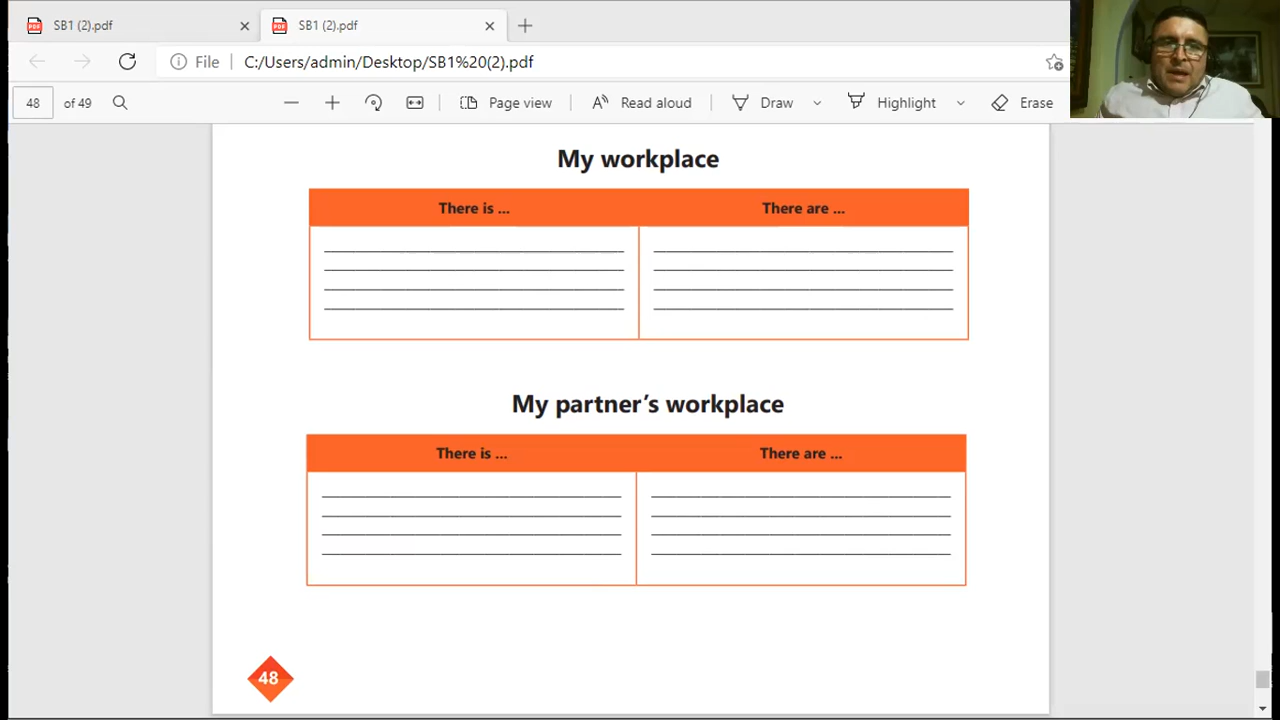 SB1 (2).pdf
SB1 (2).pdf
File
C:/Users/admin/Desktop/SB1%20(2).pdf
48 of 49
Page view
Read aloud
Draw
Highlight
Erase
My workplace
There is ...
There are ...
My partner's workplace
There is ...
There are ...
48